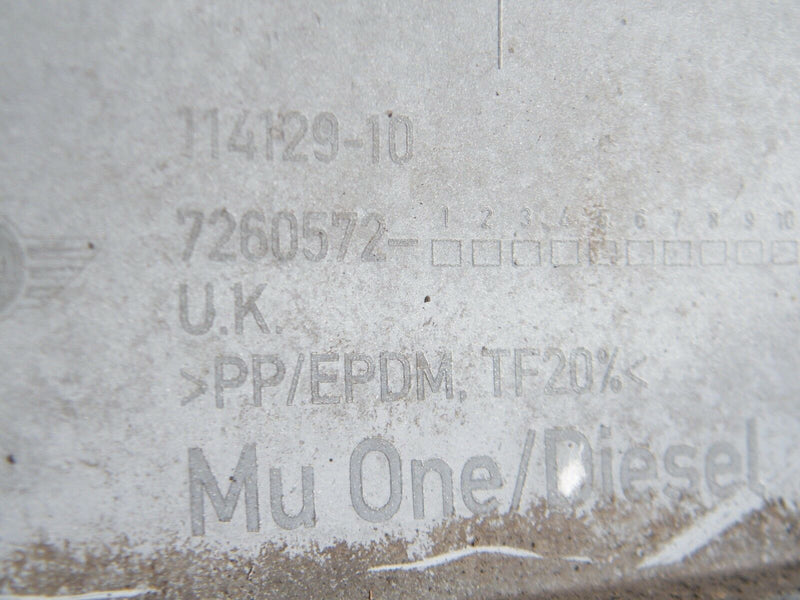 114129-10
7260572- 1 2 3 4 5 6 7 8 9 10
U.K.
>PP/EPDM. TF20%<
Mu One/Diesel